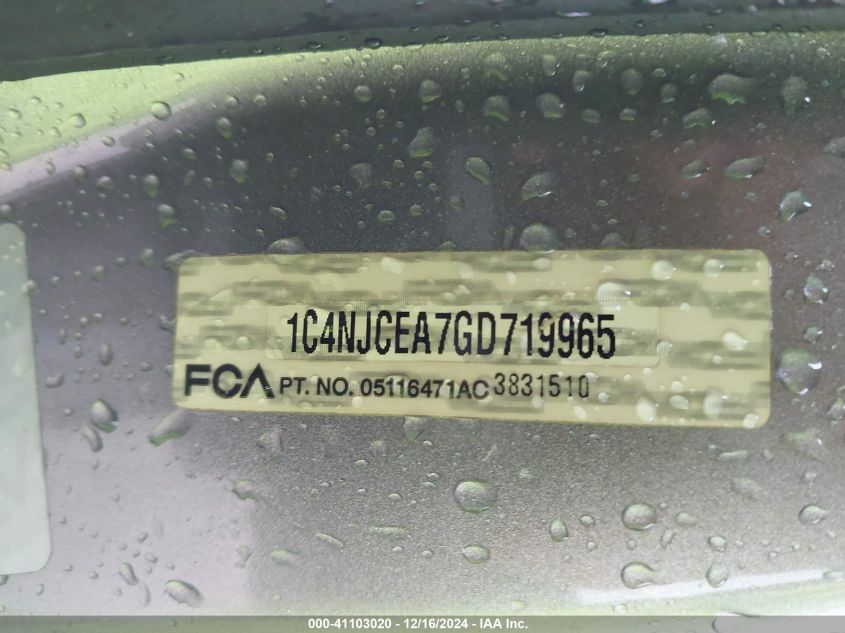 1C4NJCEA7GD719965
FCA PT. NO. 05116471AC 3831510
000-41103020 - 12/16/2024 - IAA Inc.